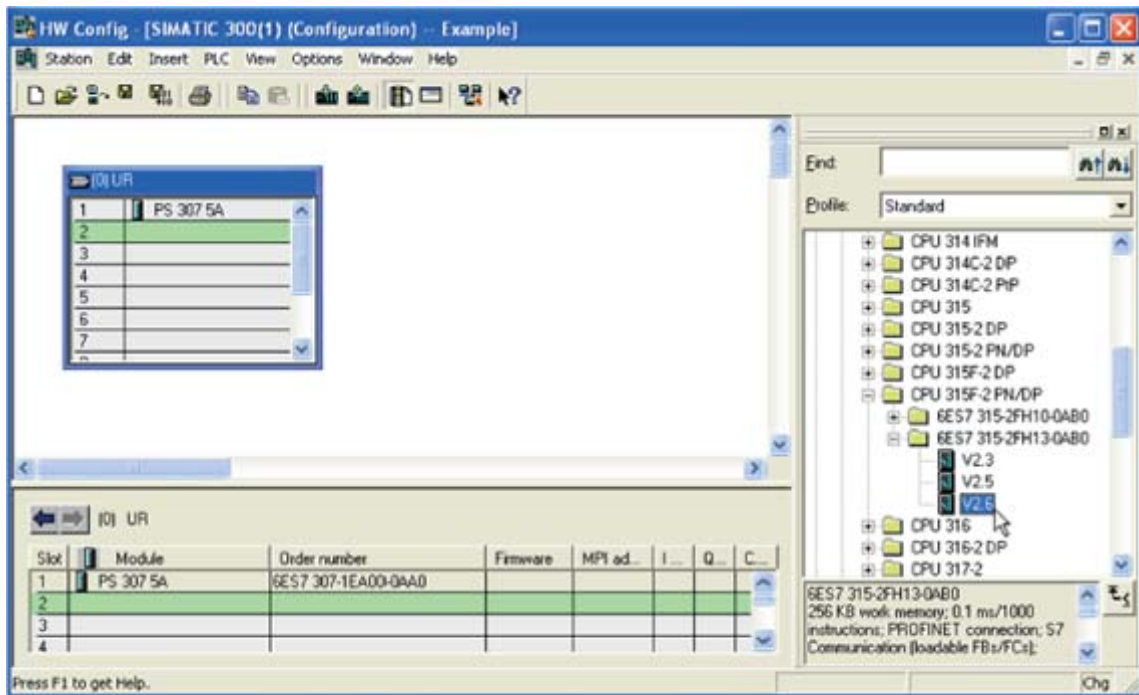 HW Config - [SIMATIC 300(1) (Configuration) -- Example]
Station Edit Insert PLC View Options Window Help
(0) UR
1 PS 307 5A
2
3
4
5
6
7
Find:
Profile: Standard
CPU 314 IFM
CPU 314C-2 DP
CPU 314C-2 PtP
CPU 315
CPU 315-2 DP
CPU 315-2 PN/DP
CPU 315F-2 DP
CPU 315F-2 PN/DP
6ES7 315-2FH10-0AB0
6ES7 315-2FH13-0AB0
V2.3
V2.5
V2.6
CPU 316
CPU 316-2 DP
CPU 317-2
(0) UR
Slot Module Order number Firmware MPI ad... I ... Q... C...
1 PS 307 5A 6ES7 307-1EA00-0AA0
2
3
4
6ES7 315-2FH13-0AB0
256 KB work memory; 0.1 ms/1000
instructions; PROFINET connection; S7
Communication (loadable FBs/FCs);
Press F1 to get Help.
Chg